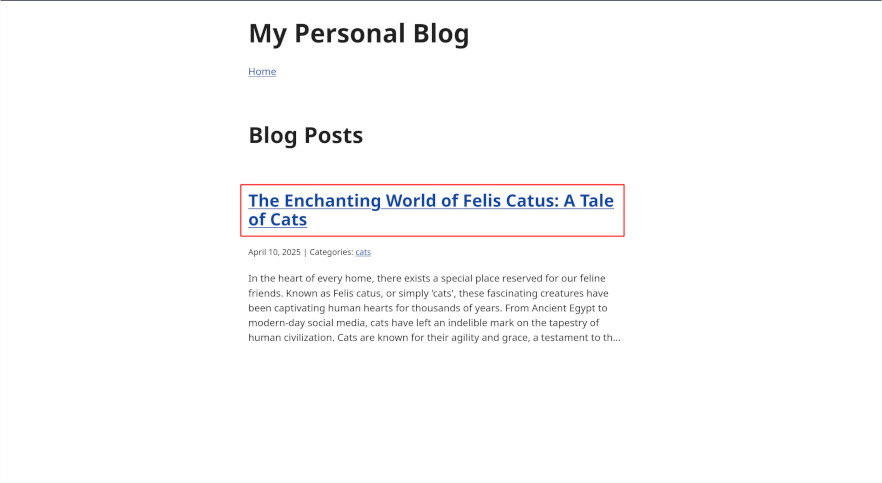 My Personal Blog
Home
Blog Posts
The Enchanting World of Felis Catus: A Tale
of Cats
April 10, 2025 | Categories: cats
In the heart of every home, there exists a special place reserved for our feline
friends. Known as Felis catus, or simply 'cats', these fascinating creatures have
been captivating human hearts for thousands of years. From Ancient Egypt to
modern-day social media, cats have left an indelible mark on the tapestry of
human civilization. Cats are known for their agility and grace, a testament to th...